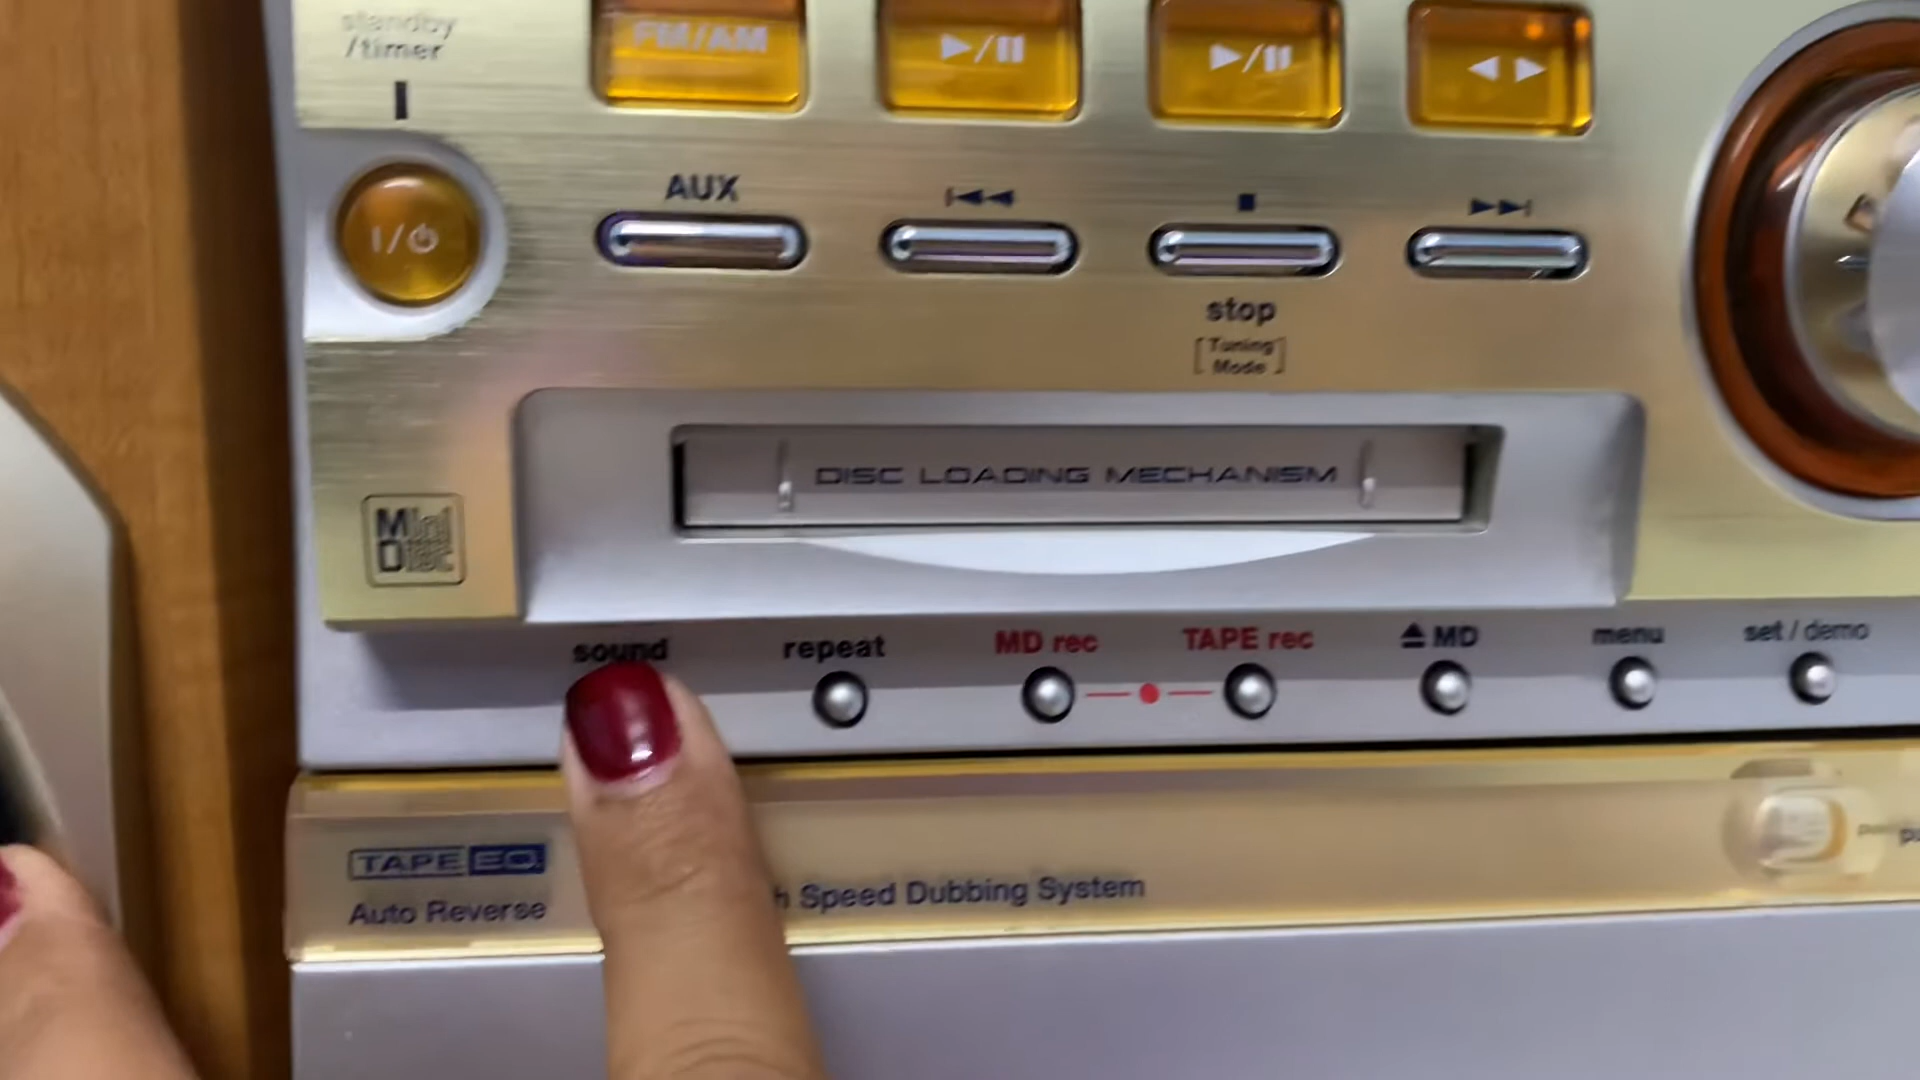 standby
/timer
FM/AM
AUX
stop
[Tuning
Mode]
DISC LOADING MECHANISM
Mini
Disc
sound
repeat
MD rec
TAPE rec
MD
menu
set / demo
TAPE EQ
Auto Reverse
h Speed Dubbing System